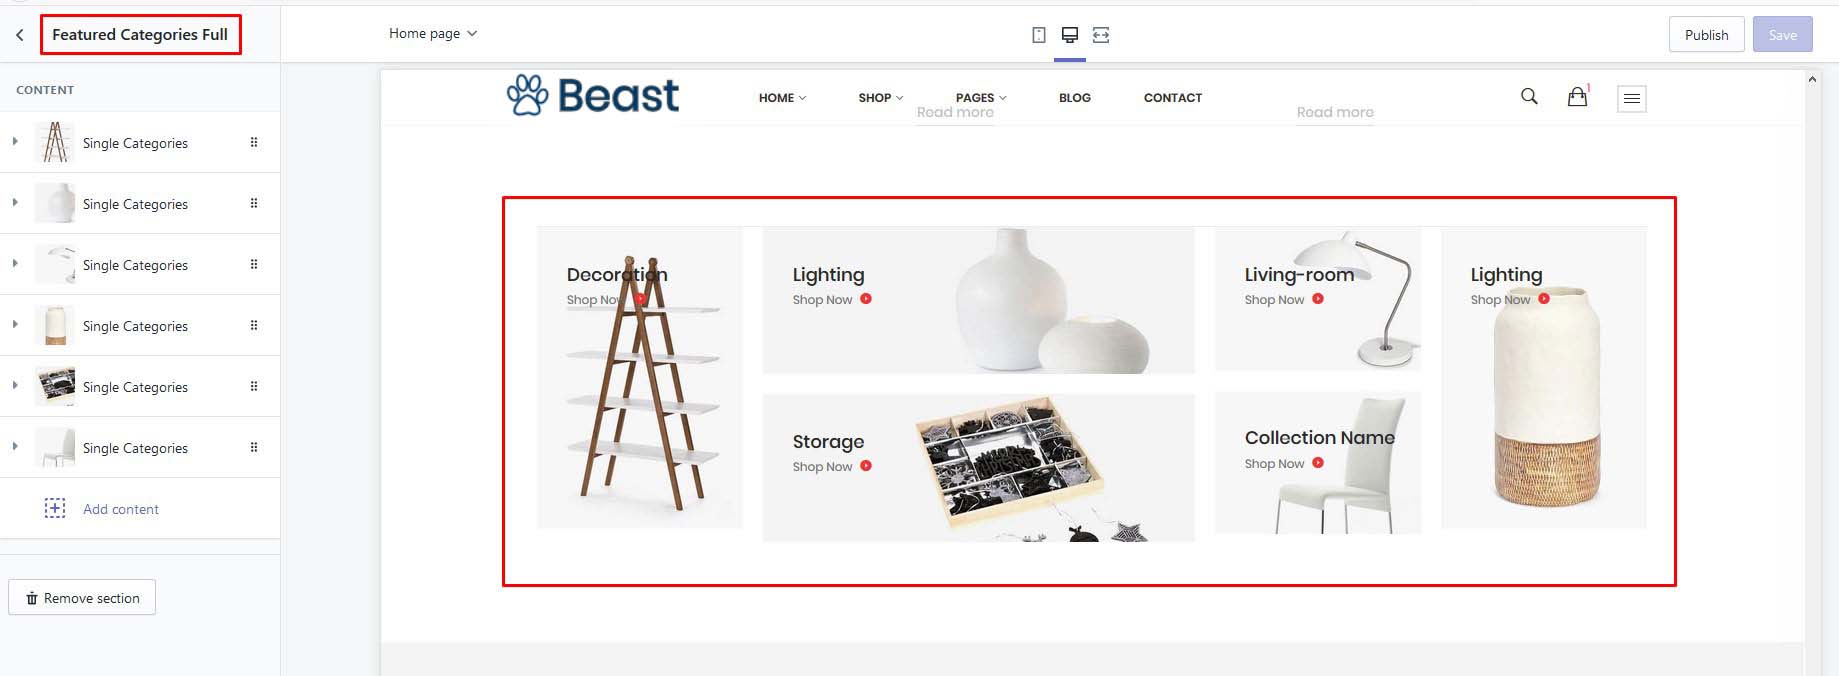 Featured Categories Full
Home page
Publish
Save
CONTENT
Single Categories
Single Categories
Single Categories
Single Categories
Single Categories
Single Categories
Add content
Remove section
Beast
HOME
SHOP
PAGES
BLOG
CONTACT
1
Read more
Read more
Decoration
Shop Now
Lighting
Shop Now
Living-room
Shop Now
Lighting
Shop Now
Storage
Shop Now
Collection Name
Shop Now